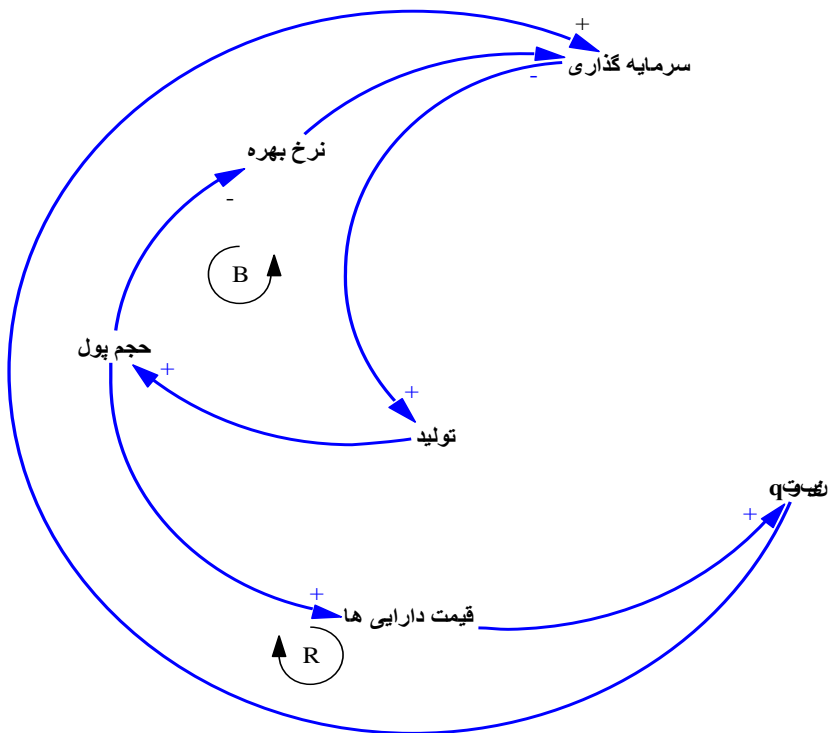 +
سرمایه گذاری
-
نرخ بهره
-
B
حجم پول
+
+
تولید
q
+
+
قیمت دارایی ها
R